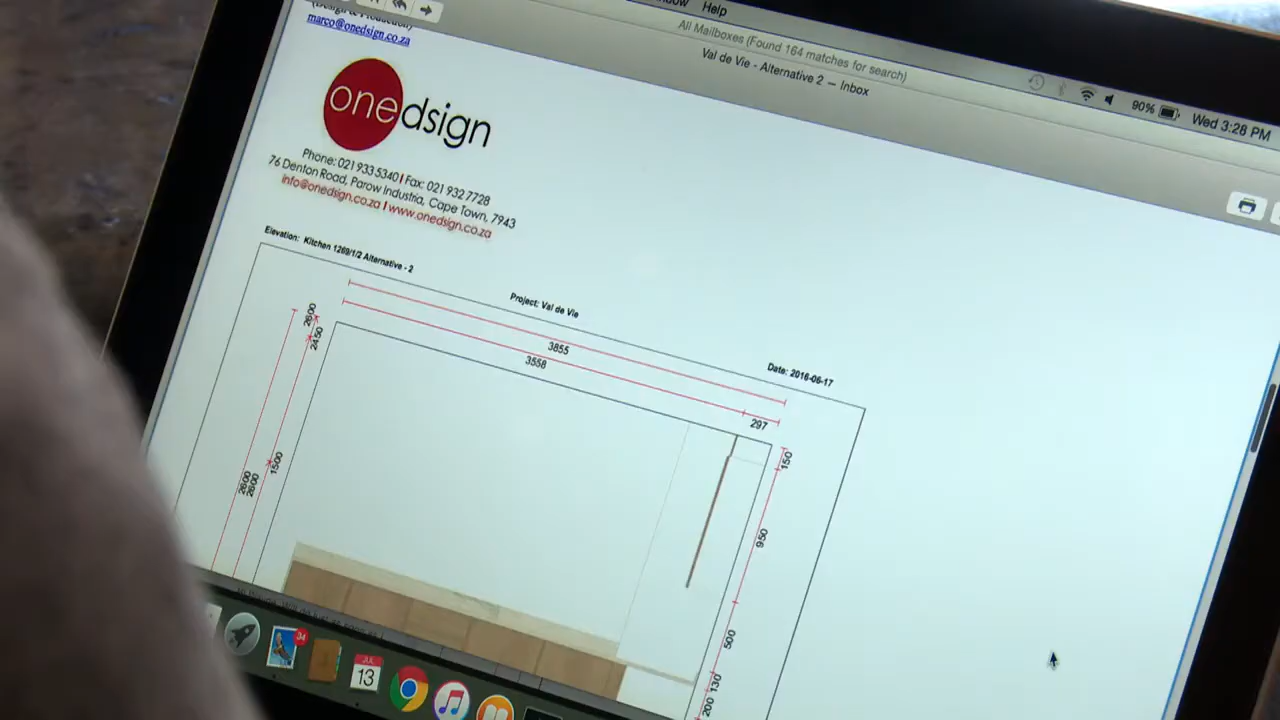 Help
All Mailboxes (Found 164 matches for search)
Val de Vie - Alternative 2 — Inbox
90%
Wed 3:28 PM
marco@onedsign.co.za
onedsign
Phone: 021 933 5340 I Fax: 021 932 7728
76 Denton Road, Parow Industria, Cape Town, 7943
info@onedsign.co.za I www.onedsign.co.za
Elevation: Kitchen 1269/1/2 Alternative - 2
Project: Val de Vie
Date: 2016-06-17
3855
3558
297
2600
2450
1500
2600
2600
150
950
500
130
200
34
JUL
13